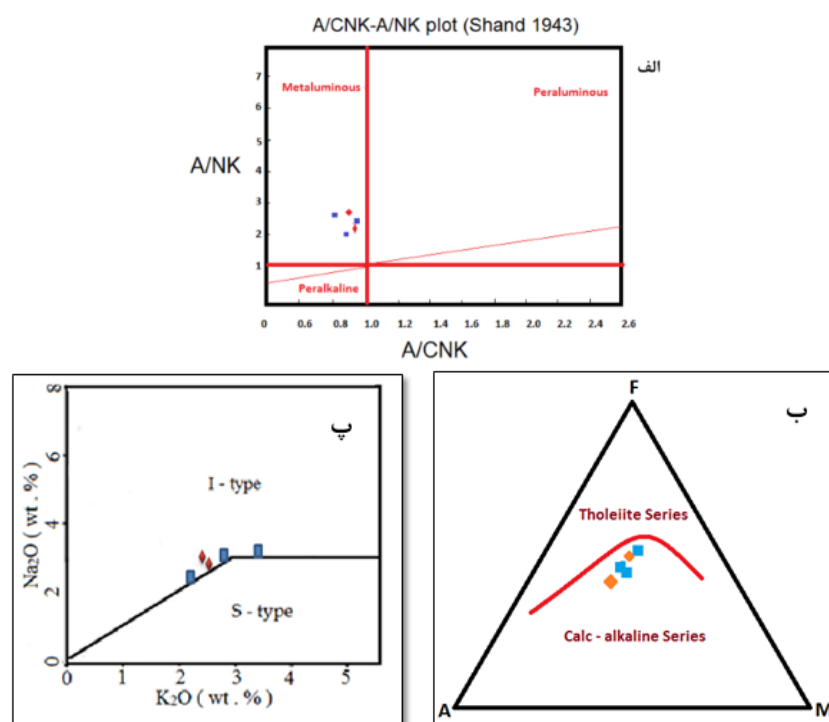 A/CNK-A/NK plot (Shand 1943)
الف
7
Metaluminous
Peraluminous
6
5
A/NK
4
3
2
1
Peralkaline
0 0.6 0.8 1.0 1.2 1.4 1.6 1.8 2.0 2.2 2.4 2.6
A/CNK
8
پ
6
I - type
4
Na₂O ( wt . % )
2
S - type
0
0 1 2 3 4 5
K₂O ( wt . % )
F
ب
Tholeiite Series
Calc - alkaline Series
A
M